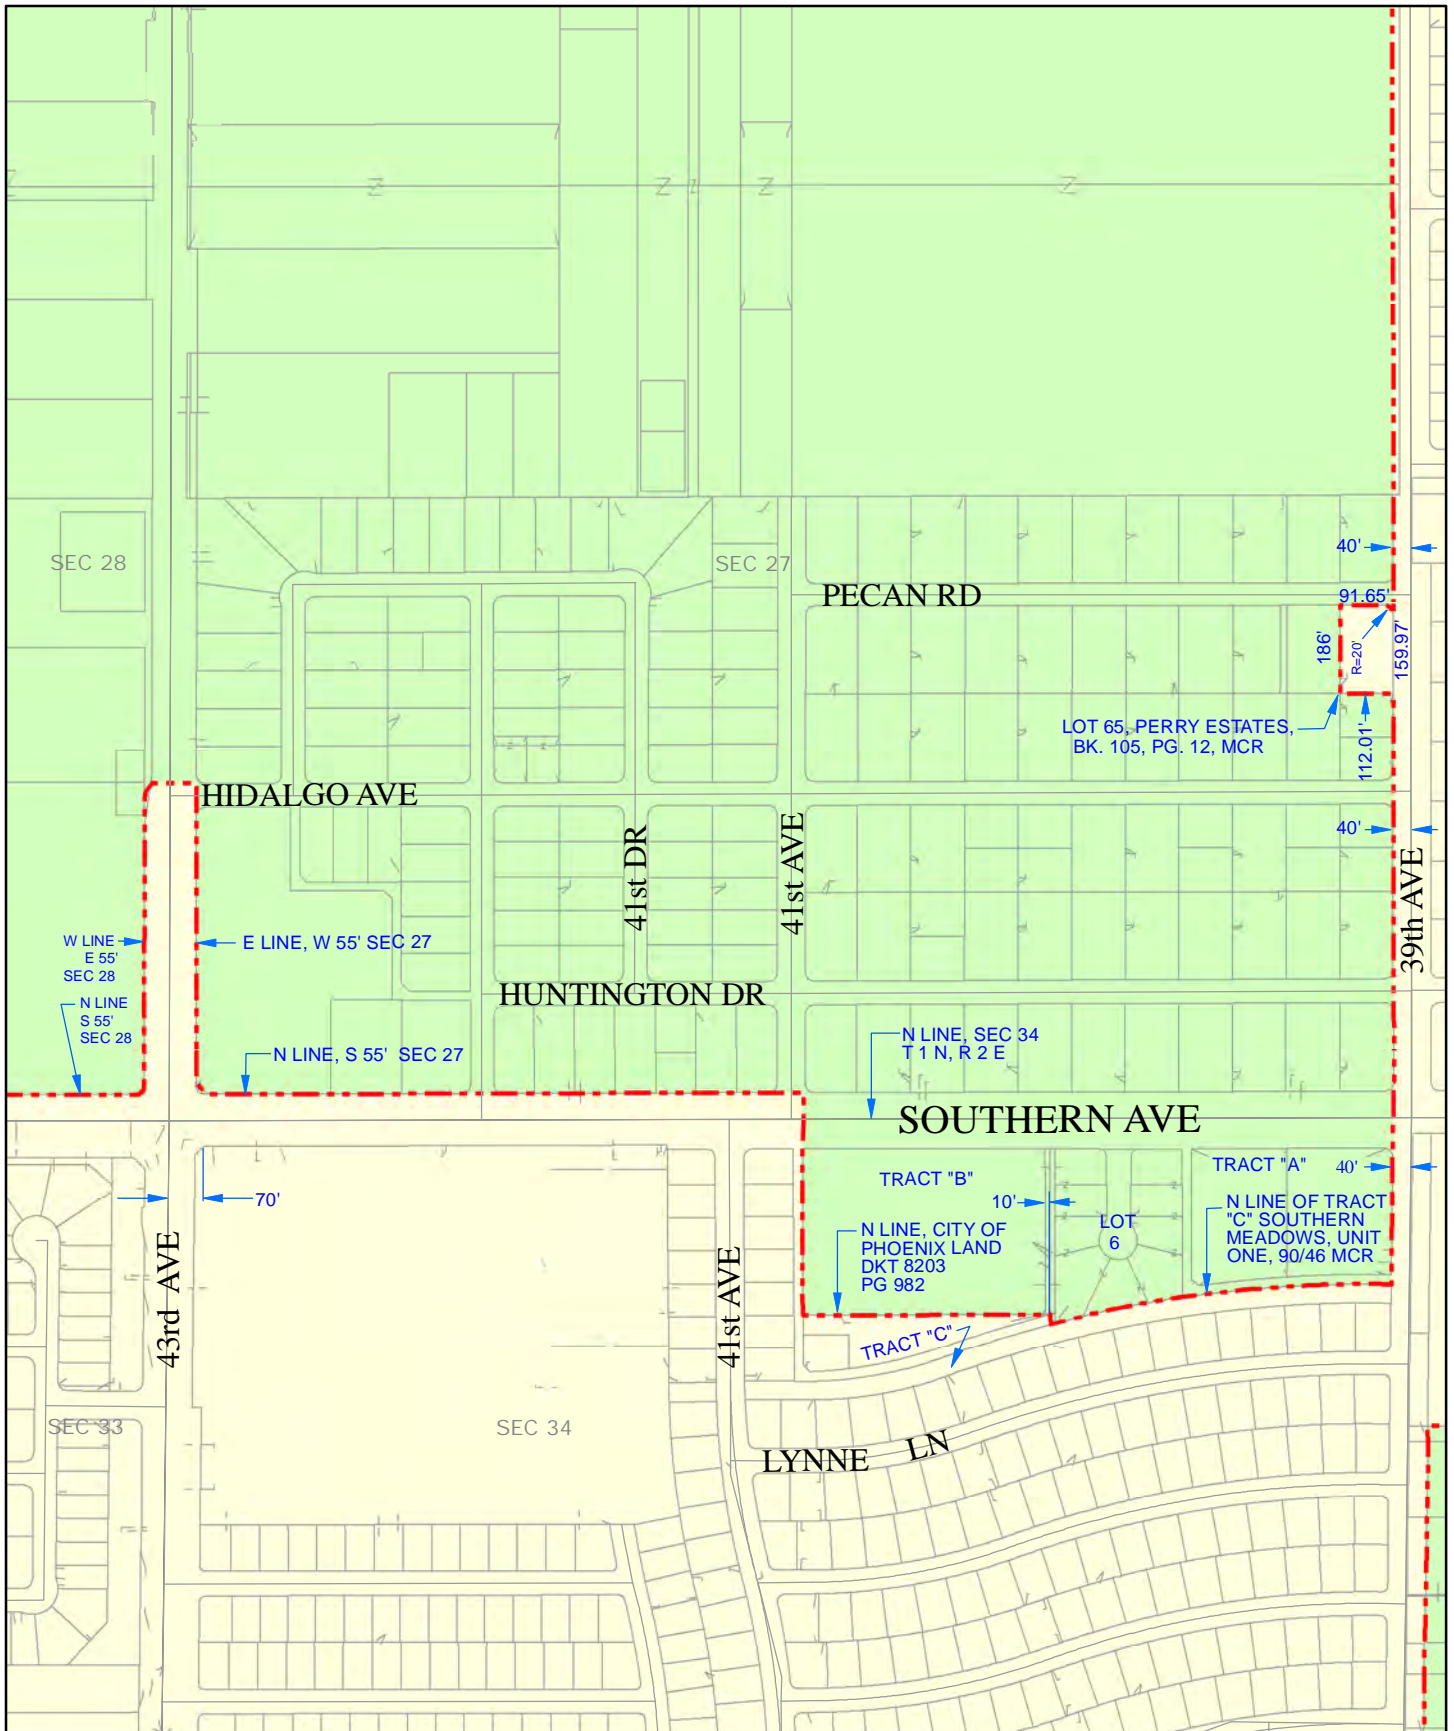 SEC 28
SEC 27
40'
PECAN RD
91.65'
186'
R=20'
159.97'
LOT 65, PERRY ESTATES,
BK. 105, PG. 12, MCR
112.01'
HIDALGO AVE
41st DR
41st AVE
40'
39th AVE
W LINE
E 55'
SEC 28
E LINE, W 55' SEC 27
N LINE
S 55'
SEC 28
HUNTINGTON DR
N LINE, S 55' SEC 27
N LINE, SEC 34
T 1 N, R 2 E
SOUTHERN AVE
TRACT "B"
TRACT "A"
40'
70'
10'
N LINE OF TRACT
"C" SOUTHERN
MEADOWS, UNIT
ONE, 90/46 MCR
LOT
6
N LINE, CITY OF
PHOENIX LAND
DKT 8203
PG 982
43rd AVE
41st AVE
TRACT "C"
SEC 33
SEC 34
LYNNE LN